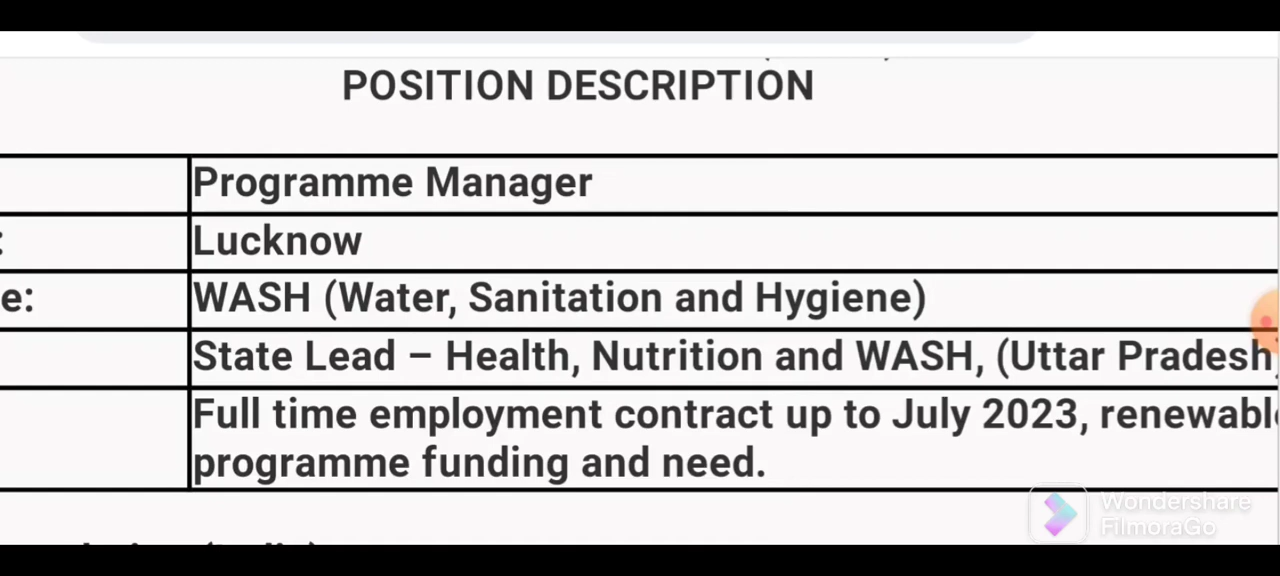 POSITION DESCRIPTION
Programme Manager
: Lucknow
e: WASH (Water, Sanitation and Hygiene)
State Lead – Health, Nutrition and WASH, (Uttar Pradesh
Full time employment contract up to July 2023, renewabl
programme funding and need.
Wondershare
FilmoraGo